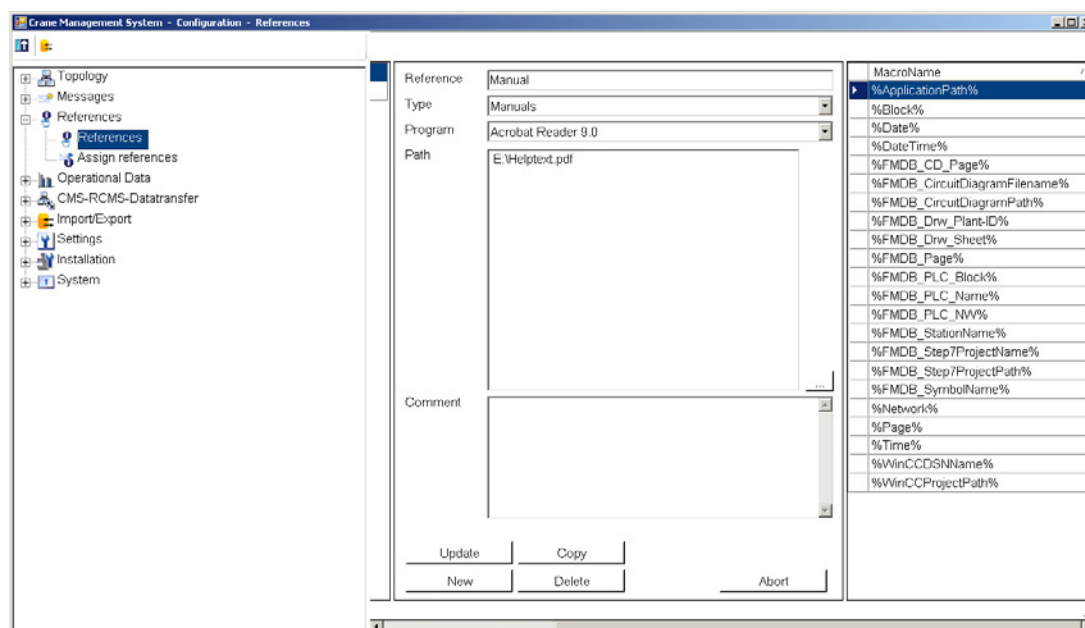 Crane Management System - Configuration - References
Topology
Messages
References
References
Assign references
Operational Data
CMS-RCMS-Datatransfer
Import/Export
Settings
Installation
System
Reference
Manual
Type
Manuals
Program
Acrobat Reader 9.0
Path
E:\Helptext.pdf
...
Comment
Update
Copy
New
Delete
Abort
MacroName
%ApplicationPath%
%Block%
%Date%
%DateTime%
%FMDB_CD_Page%
%FMDB_CircuitDiagramFilename%
%FMDB_CircuitDiagramPath%
%FMDB_Drw_Plant-ID%
%FMDB_Drw_Sheet%
%FMDB_Page%
%FMDB_PLC_Block%
%FMDB_PLC_Name%
%FMDB_PLC_NW%
%FMDB_StationName%
%FMDB_Step7ProjectName%
%FMDB_Step7ProjectPath%
%FMDB_SymbolName%
%Network%
%Page%
%Time%
%WinCCDSNName%
%WinCCProjectPath%